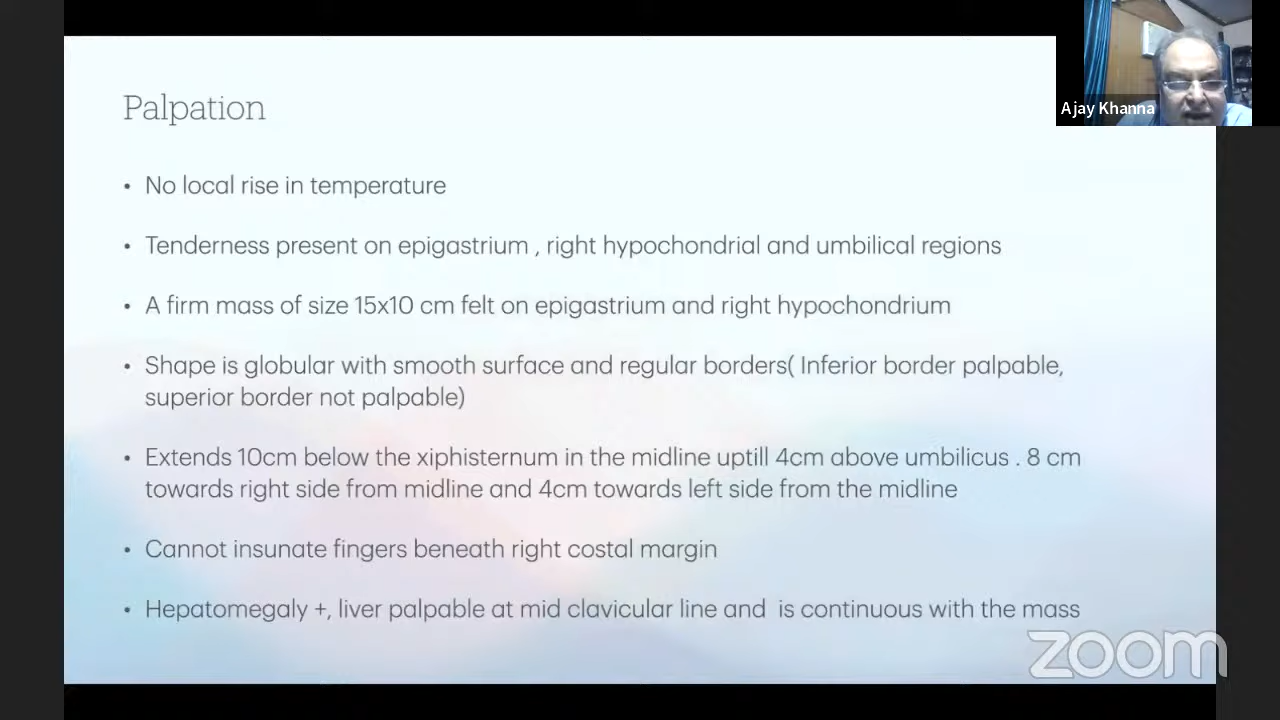 Ajay Khanna
Palpation
• No local rise in temperature
• Tenderness present on epigastrium , right hypochondrial and umbilical regions
• A firm mass of size 15x10 cm felt on epigastrium and right hypochondrium
• Shape is globular with smooth surface and regular borders( Inferior border palpable,
superior border not palpable)
• Extends 10cm below the xiphisternum in the midline uptill 4cm above umbilicus . 8 cm
towards right side from midline and 4cm towards left side from the midline
• Cannot insunate fingers beneath right costal margin
• Hepatomegaly +, liver palpable at mid clavicular line and is continuous with the mass
zoom